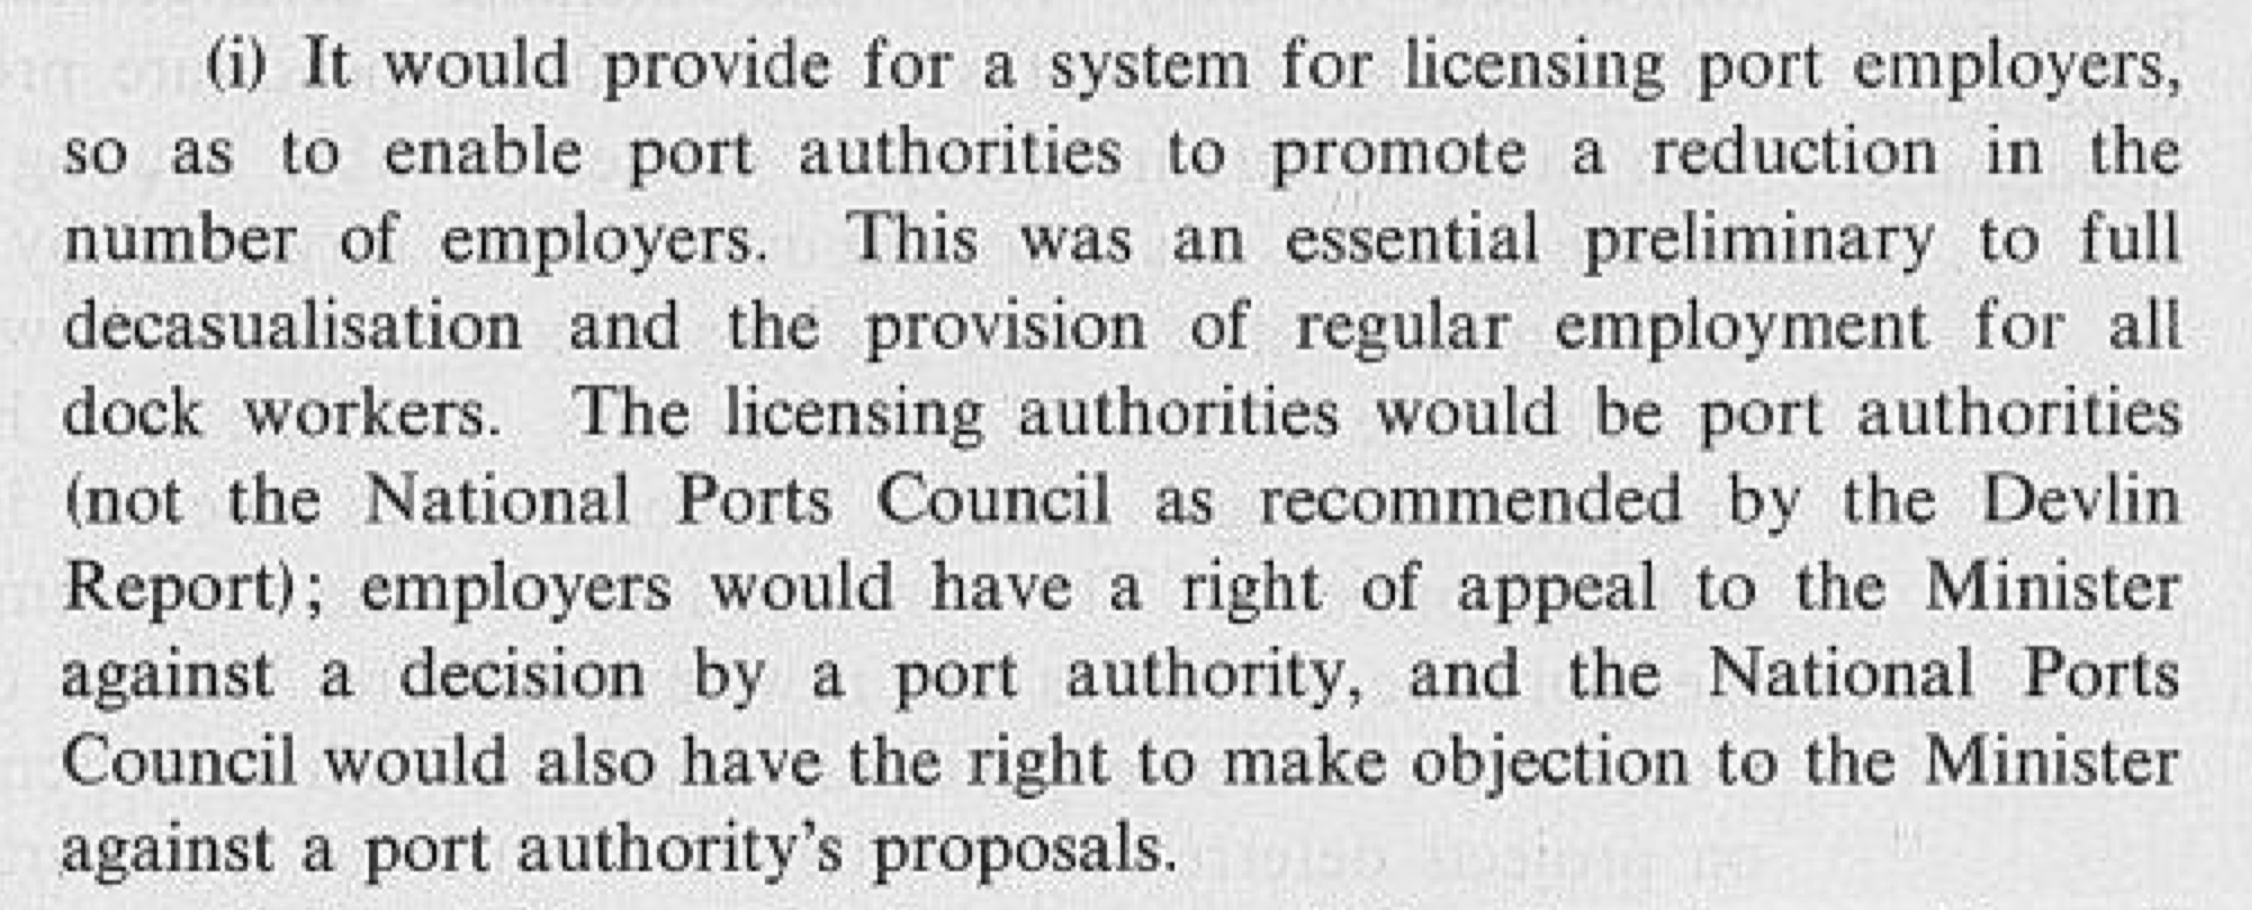 (i) It would provide for a system for licensing port employers,
so as to enable port authorities to promote a reduction in the
number of employers. This was an essential preliminary to full
decasualisation and the provision of regular employment for all
dock workers. The licensing authorities would be port authorities
(not the National Ports Council as recommended by the Devlin
Report); employers would have a right of appeal to the Minister
against a decision by a port authority, and the National Ports
Council would also have the right to make objection to the Minister
against a port authority's proposals.